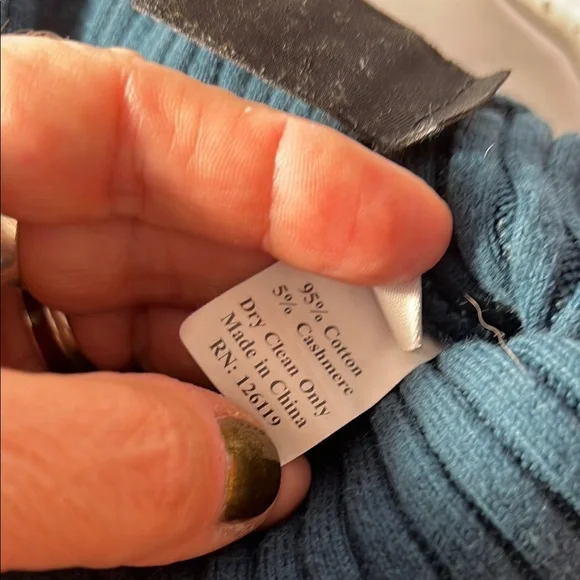 95% Cotton
5% Cashmere
Dry Clean Only
Made in China
RN: 126119